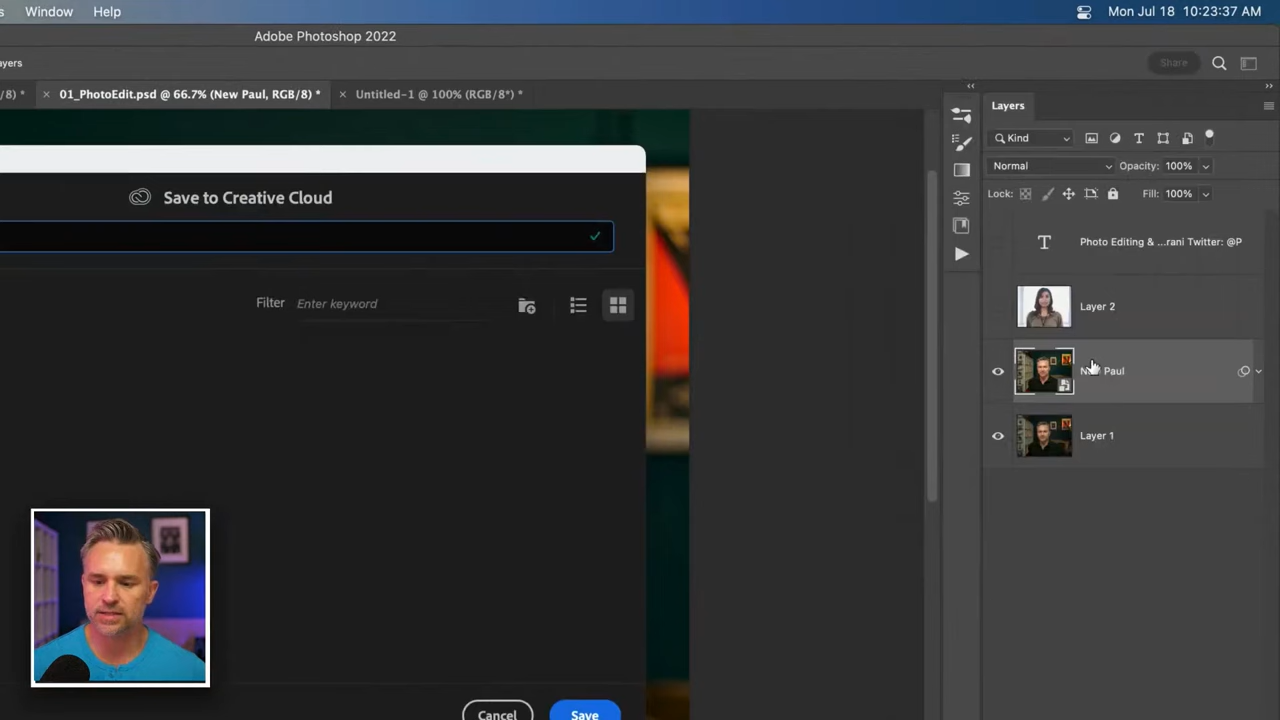 Window Help Mon Jul 18 10:23:37 AM
Adobe Photoshop 2022
ayers Share
/8) * 01_PhotoEdit.psd @ 66.7% (New Paul, RGB/8) * Untitled-1 @ 100% (RGB/8*) *
Layers
Kind T
Save to Creative Cloud
Normal Opacity: 100%
Lock: Fill: 100%
T Photo Editing & ...rani Twitter: @P
Filter Enter keyword
Layer 2
Paul
Layer 1
Cancel Save